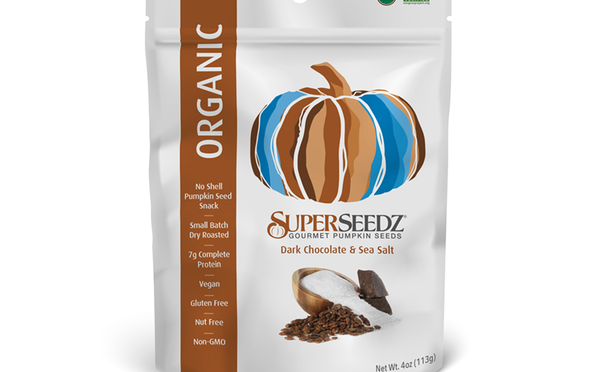 ORGANIC
No Shell
Pumpkin Seed
Snack
Small Batch
Dry Roasted
7g Complete
Protein
Vegan
Gluten Free
Nut Free
Non-GMO
SUPERSEEDZ®
GOURMET PUMPKIN SEEDS
Dark Chocolate & Sea Salt
Net Wt. 4oz (113g)